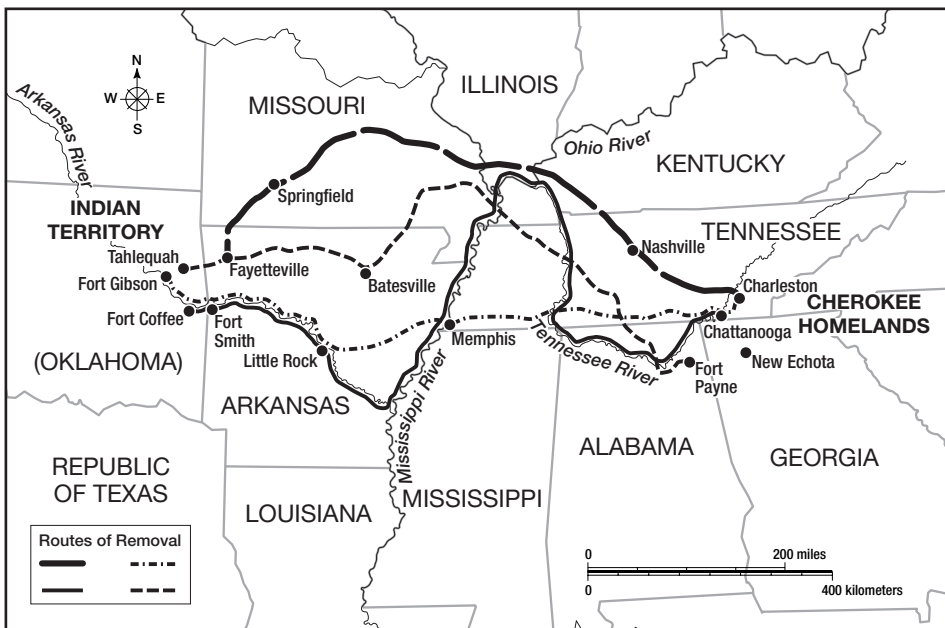 N
W E
S
Arkansas River
MISSOURI
ILLINOIS
Ohio River
KENTUCKY
Springfield
INDIAN
TERRITORY
TENNESSEE
Nashville
Tahlequah
Fayetteville
Fort Gibson
Batesville
Charleston
CHEROKEE
HOMELANDS
Fort Coffee
Fort
Smith
Memphis
Chattanooga
Tennessee River
New Echota
(OKLAHOMA)
Little Rock
Fort
Payne
ARKANSAS
Mississippi River
ALABAMA
GEORGIA
REPUBLIC
OF TEXAS
LOUISIANA
MISSISSIPPI
Routes of Removal
0 200 miles
0 400 kilometers